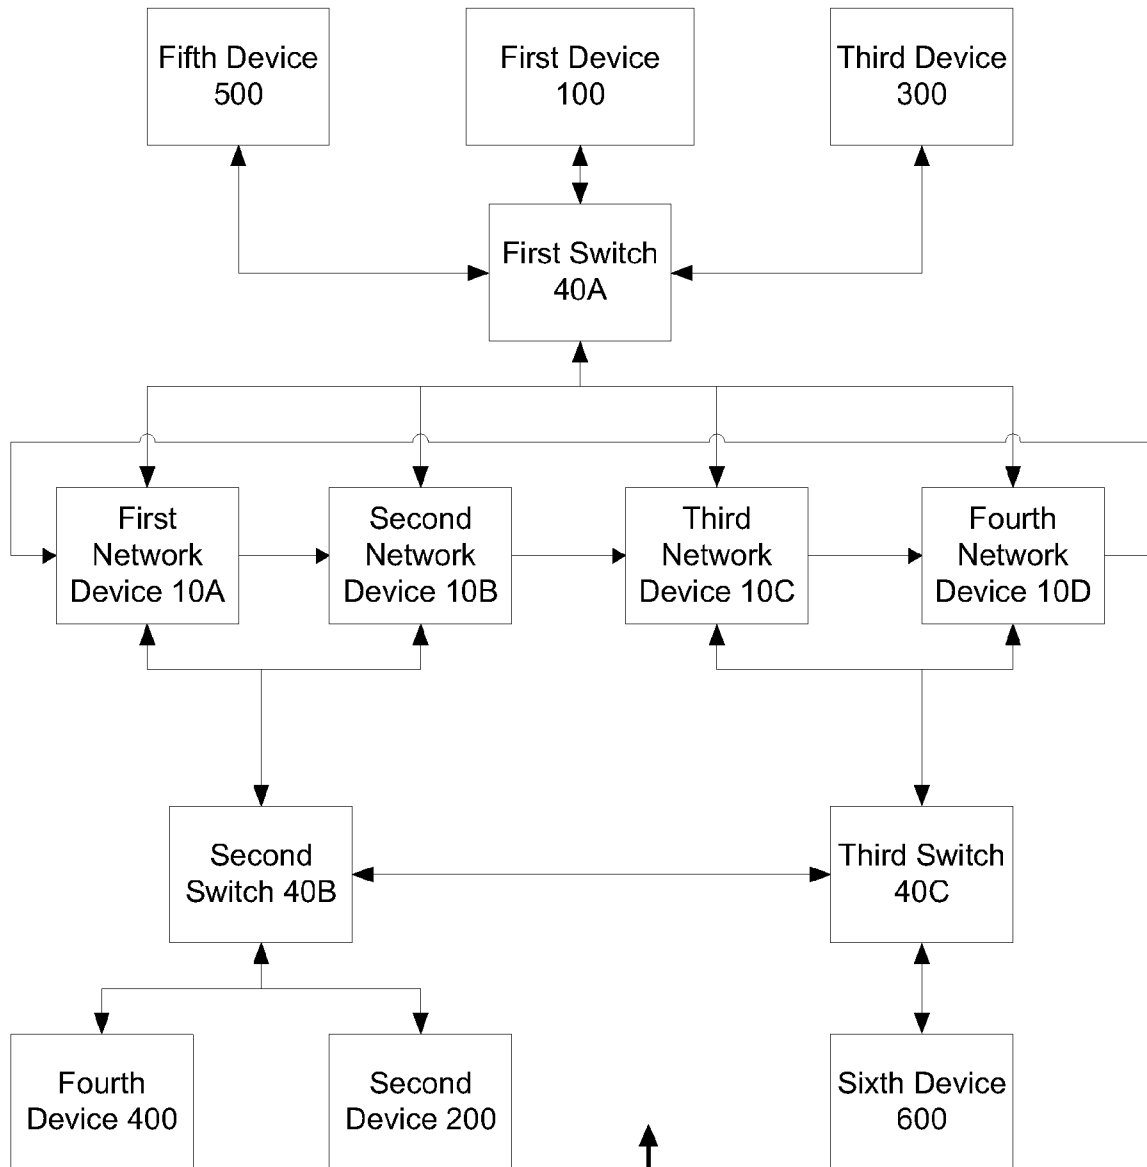 Fifth Device
500
First Device
100
Third Device
300
First Switch
40A
First
Network
Device 10A
Second
Network
Device 10B
Third
Network
Device 10C
Fourth
Network
Device 10D
Second
Switch 40B
Third Switch
40C
Fourth
Device 400
Second
Device 200
Sixth Device
600